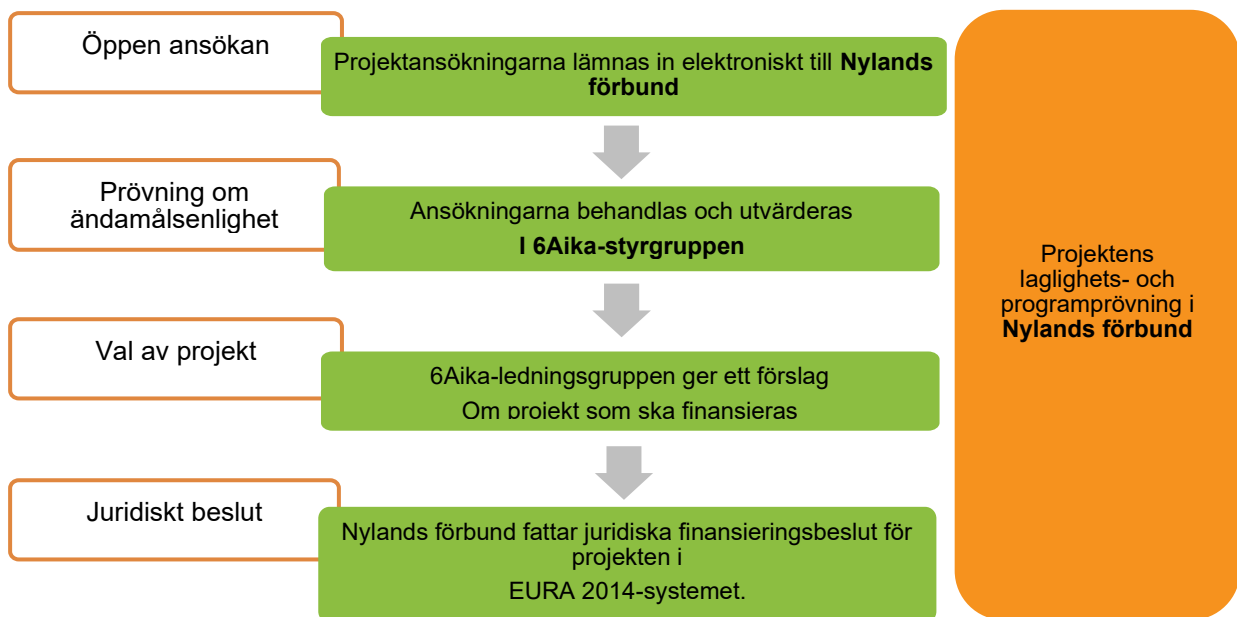 Öppen ansökan
Projektansökningarna lämnas in elektroniskt till Nylands
förbund
Prövning om
ändamålsenlighet
Ansökningarna behandlas och utvärderas
I 6Aika-styrgruppen
Val av projekt
6Aika-ledningsgruppen ger ett förslag
Om projekt som ska finansieras
Juridiskt beslut
Nylands förbund fattar juridiska finansieringsbeslut för
projekten i
EURA 2014-systemet.
Projektens
laglighets- och
programprövning i
Nylands förbund